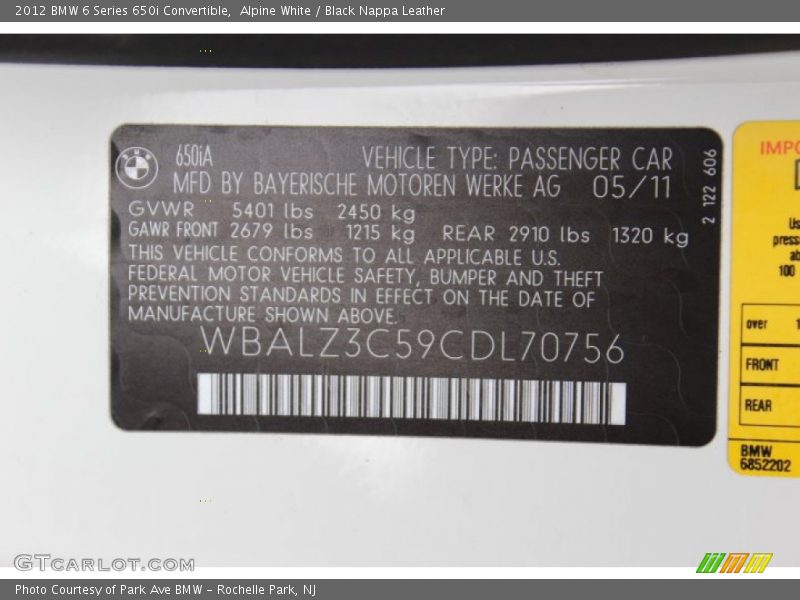 2012 BMW 6 Series 650i Convertible,  Alpine White / Black Nappa Leather
650iA
VEHICLE TYPE: PASSENGER CAR
MFD BY BAYERISCHE MOTOREN WERKE AG 05/11
GVWR 5401 lbs 2450 kg
GAWR FRONT 2679 lbs 1215 kg REAR 2910 lbs 1320 kg
THIS VEHICLE CONFORMS TO ALL APPLICABLE U.S.
FEDERAL MOTOR VEHICLE SAFETY, BUMPER AND THEFT
PREVENTION STANDARDS IN EFFECT ON THE DATE OF
MANUFACTURE SHOWN ABOVE.
WBALZ3C59CDL70756
2 122 606
over
FRONT
REAR
BMW
6852202
GTCARLOT.COM
Photo Courtesy of Park Ave BMW – Rochelle Park, NJ